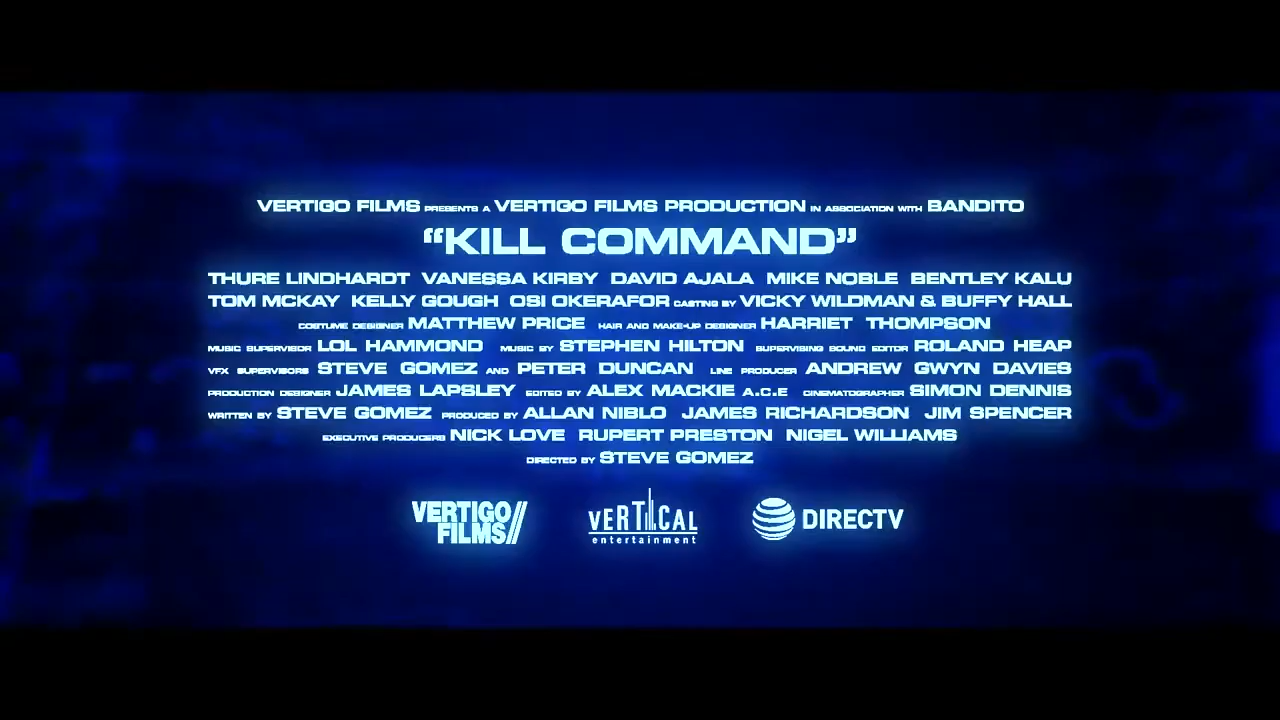 VERTIGO FILMS PRESENTS A VERTIGO FILMS PRODUCTION IN ASSOCIATION WITH BANDITO
“KILL COMMAND”
THURE LINDHARDT VANESSA KIRBY DAVID AJALA MIKE NOBLE BENTLEY KALU
TOM MCKAY KELLY GOUGH OSI OKERAFOR CASTING BY VICKY WILDMAN & BUFFY HALL
COSTUME DESIGNER MATTHEW PRICE HAIR AND MAKE-UP DESIGNER HARRIET THOMPSON
MUSIC SUPERVISOR LOL HAMMOND MUSIC BY STEPHEN HILTON SUPERVISING SOUND EDITOR ROLAND HEAP
VFX SUPERVISORS STEVE GOMEZ AND PETER DUNCAN LINE PRODUCER ANDREW GWYN DAVIES
PRODUCTION DESIGNER JAMES LAPSLEY EDITED BY ALEX MACKIE A.C.E CINEMATOGRAPHER SIMON DENNIS
WRITTEN BY STEVE GOMEZ PRODUCED BY ALLAN NIBLO JAMES RICHARDSON JIM SPENCER
EXECUTIVE PRODUCERS NICK LOVE RUPERT PRESTON NIGEL WILLIAMS
DIRECTED BY STEVE GOMEZ
VERTIGO FILMS//
VERTICAL entertainment
DIRECTV